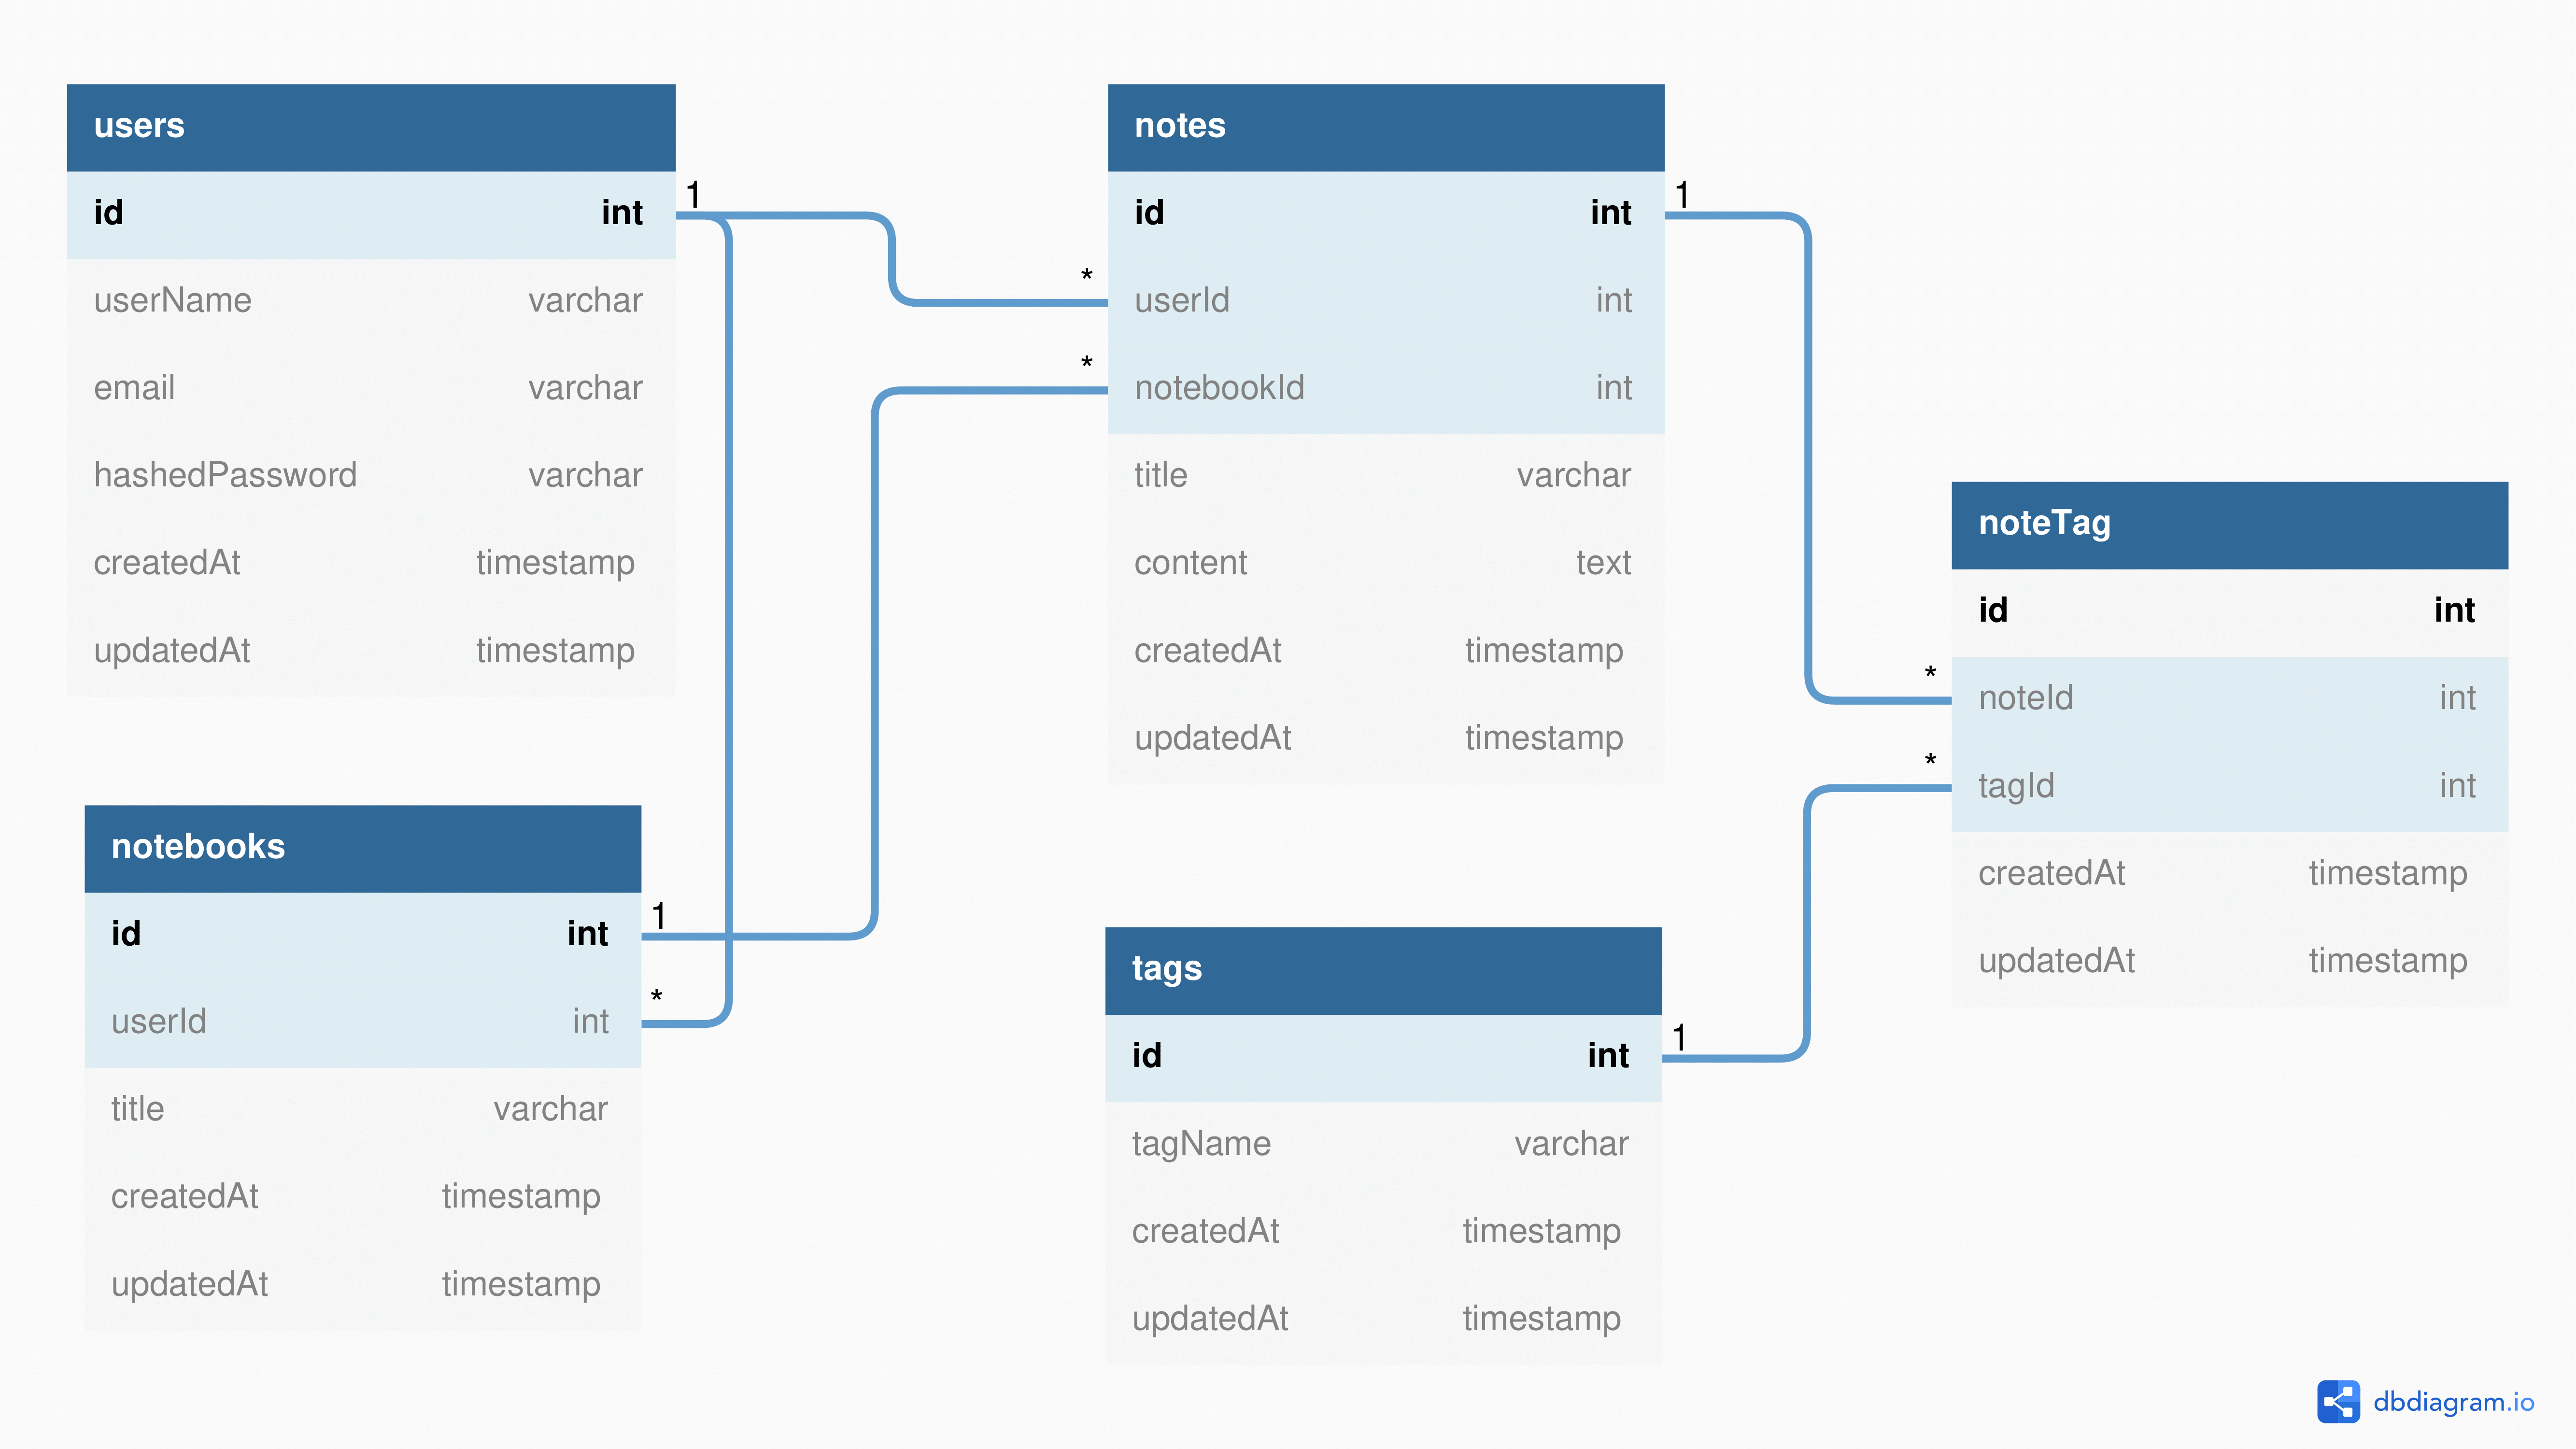 users
id int
userName varchar
email varchar
hashedPassword varchar
createdAt timestamp
updatedAt timestamp
1
notebooks
id int
userId int
title varchar
createdAt timestamp
updatedAt timestamp
1
*
notes
id int
userId int
notebookId int
title varchar
content text
createdAt timestamp
updatedAt timestamp
*
*
1
tags
id int
tagName varchar
createdAt timestamp
updatedAt timestamp
1
noteTag
id int
noteId int
tagId int
createdAt timestamp
updatedAt timestamp
*
*
dbdiagram.io